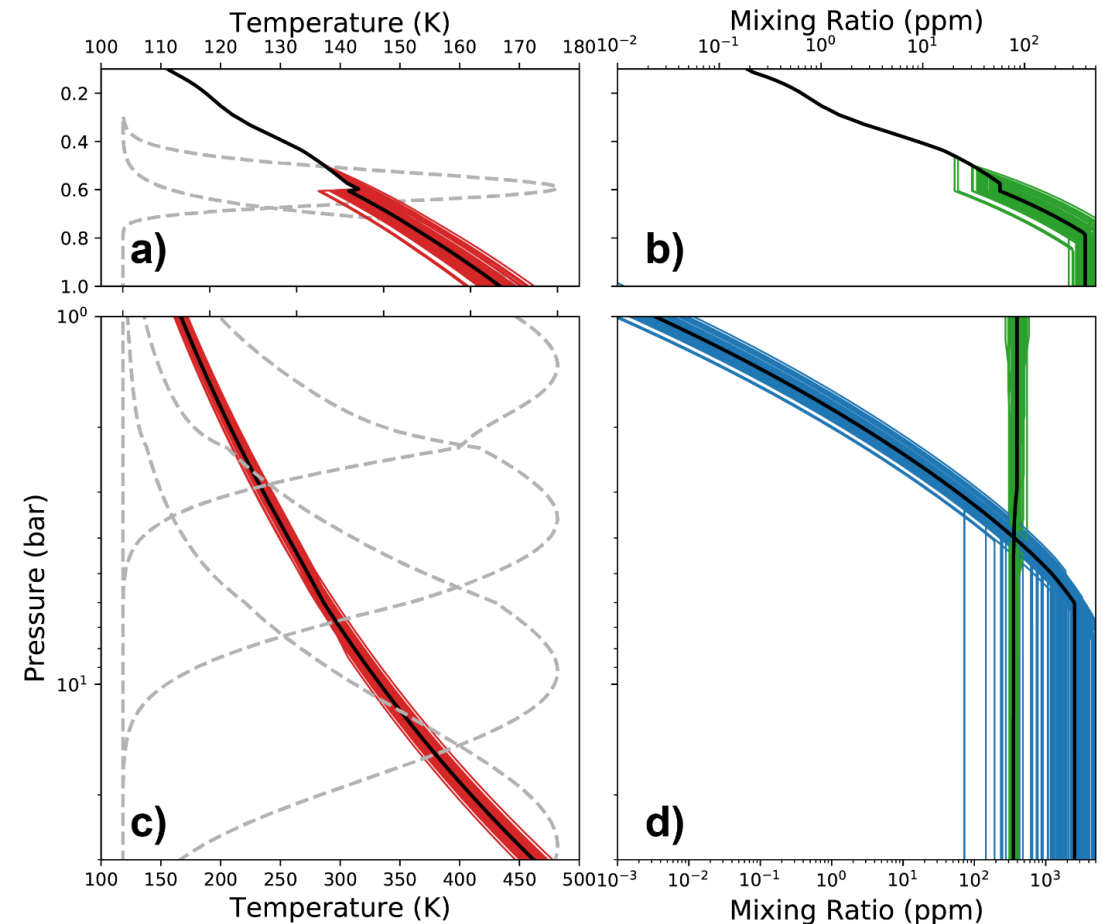 Temperature (K)
Mixing Ratio (ppm)
100 110 120 130 140 150 160 170 180
10⁻² 10⁻¹ 10⁰ 10¹ 10²
0.2
0.4
0.6
0.8
1.0
a)
b)
10⁰
10¹
Pressure (bar)
c)
d)
100 150 200 250 300 350 400 450 500
10⁻³ 10⁻² 10⁻¹ 10⁰ 10¹ 10² 10³
Temperature (K)
Mixing Ratio (ppm)